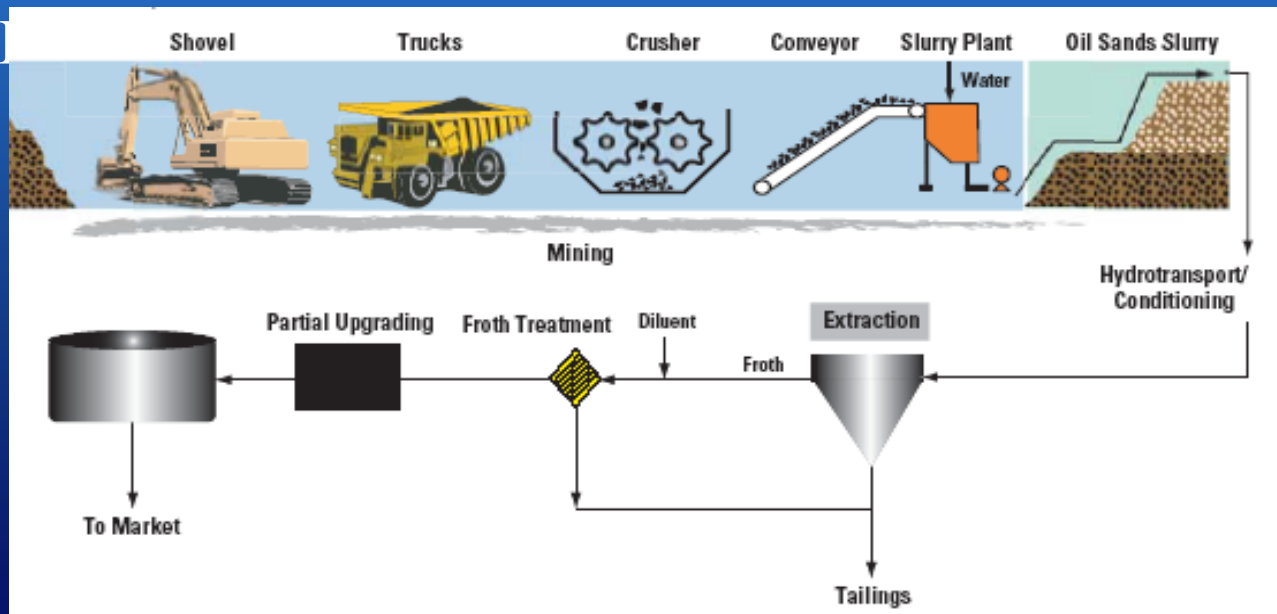 Shovel
Trucks
Crusher
Conveyor
Slurry Plant
Oil Sands Slurry
Water
Mining
Hydrotransport/
Conditioning
Partial Upgrading
Froth Treatment
Diluent
Extraction
Froth
To Market
Tailings